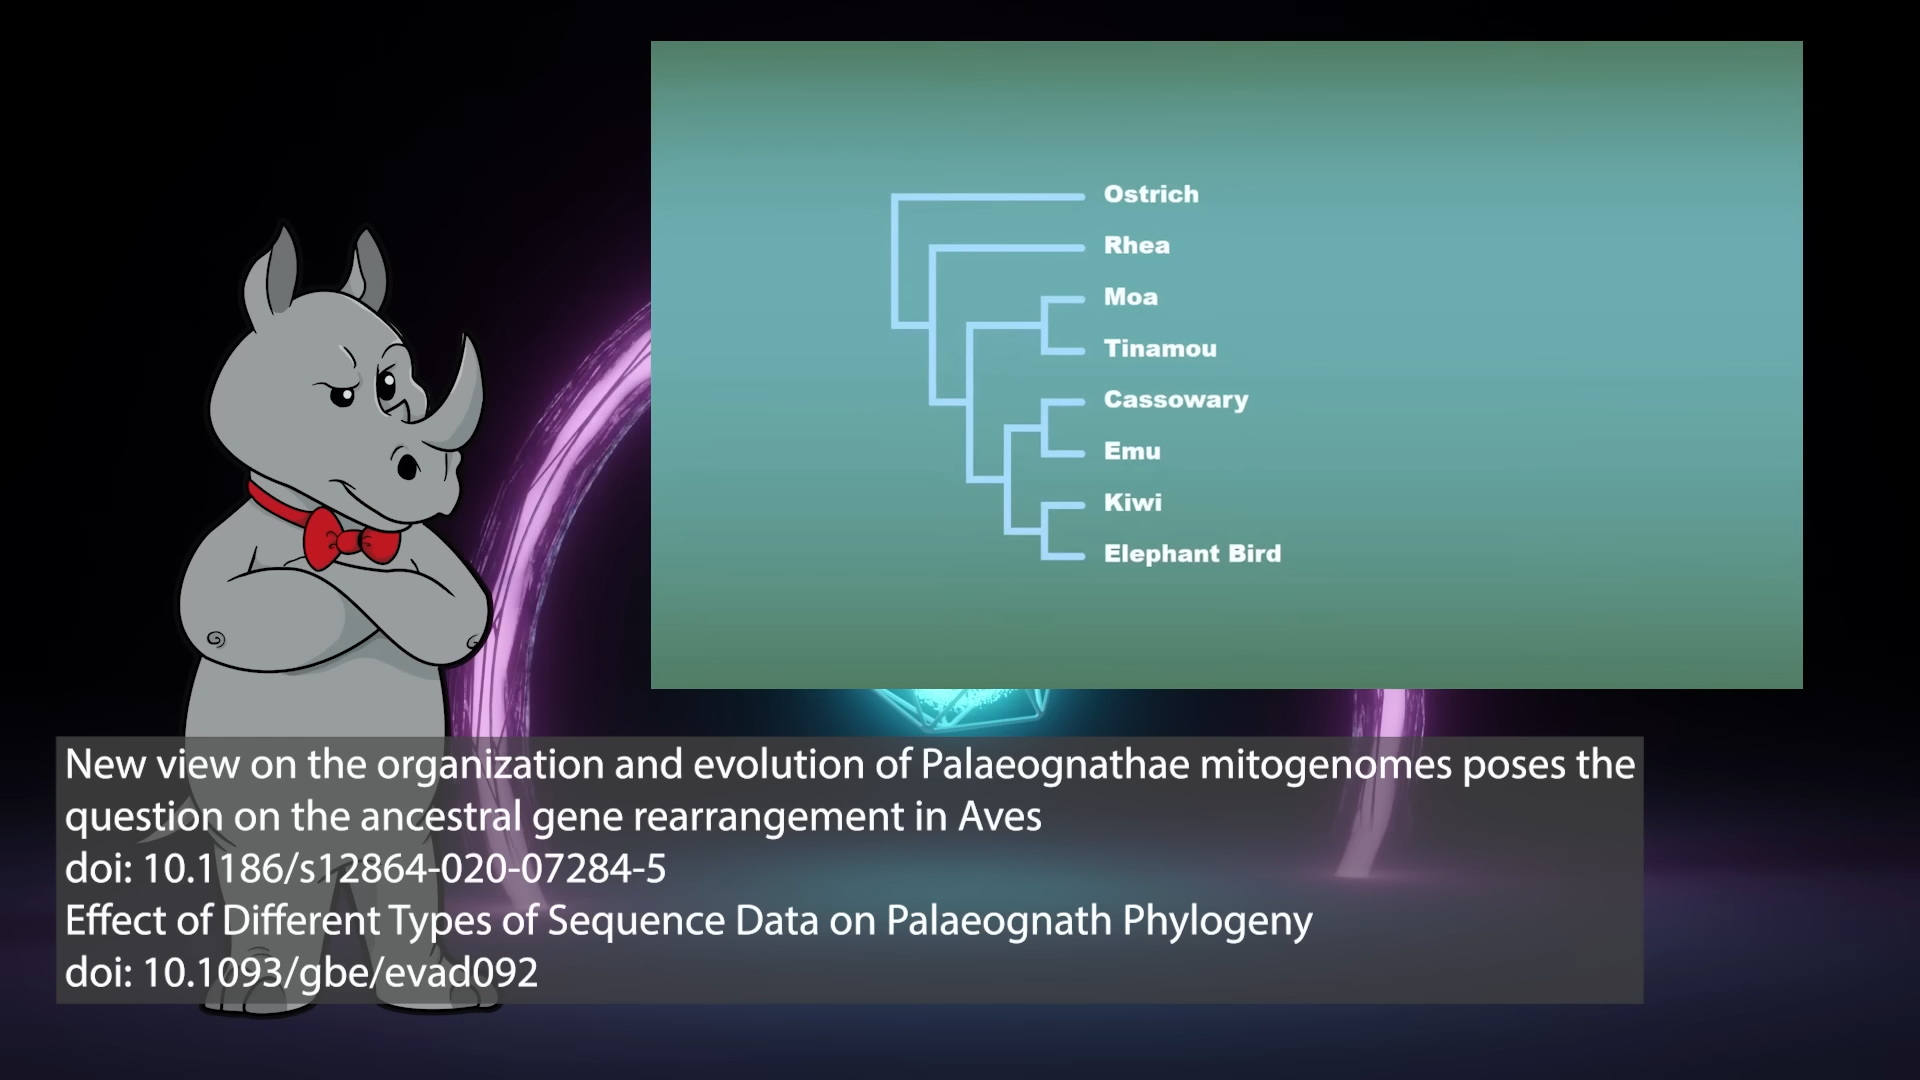 Ostrich
Rhea
Moa
Tinamou
Cassowary
Emu
Kiwi
Elephant Bird
New view on the organization and evolution of Palaeognathae mitogenomes poses the
question on the ancestral gene rearrangement in Aves
doi: 10.1186/s12864-020-07284-5
Effect of Different Types of Sequence Data on Palaeognath Phylogeny
doi: 10.1093/gbe/evad092